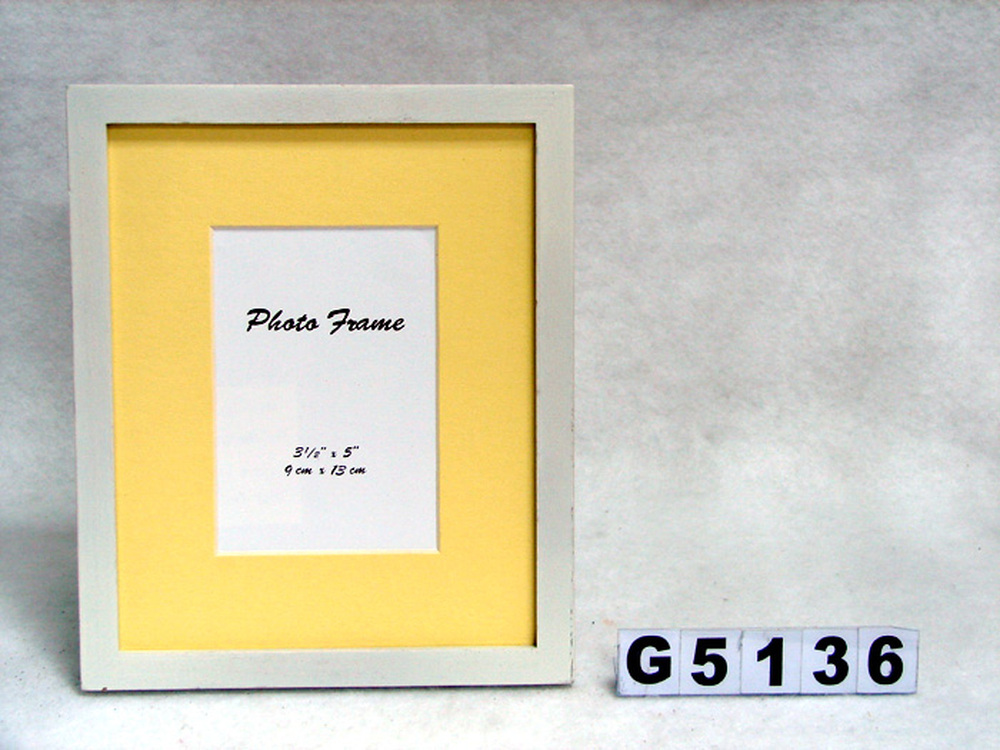 Photo Frame
3½" x 5"
9 cm x 13 cm
G5136